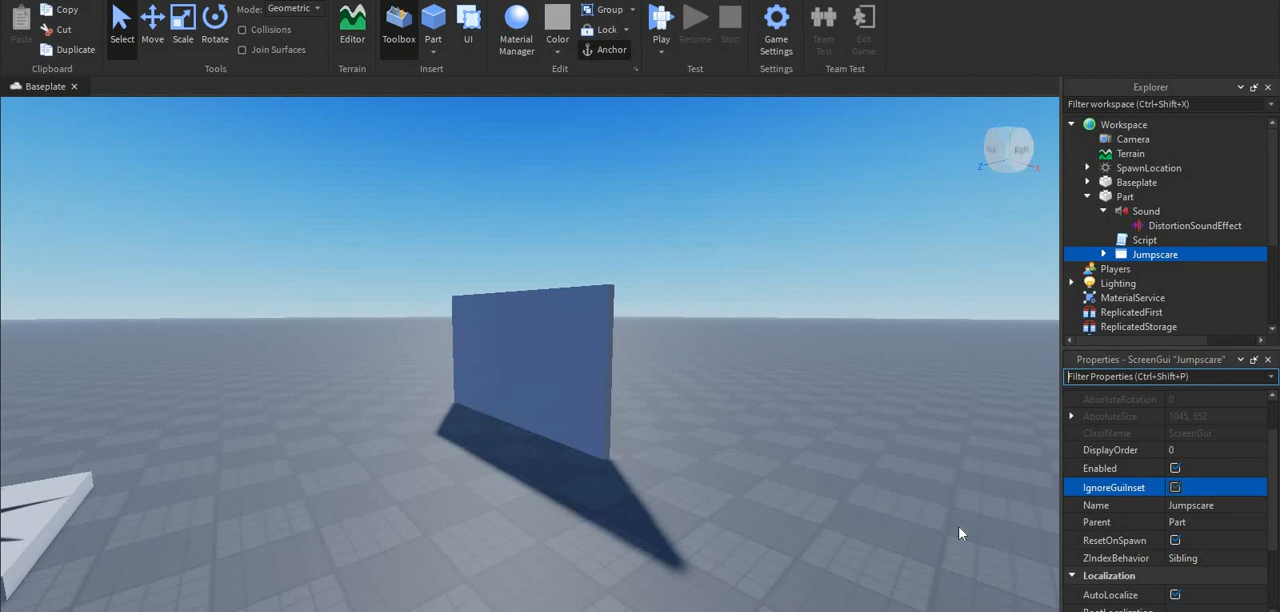 Copy
Cut
Duplicate
Paste
Clipboard
Select
Move
Scale
Rotate
Mode: Geometric
Collisions
Join Surfaces
Tools
Editor
Terrain
Toolbox
Part
UI
Insert
Material Manager
Color
Group
Lock
Anchor
Edit
Play
Resume
Stop
Test
Game Settings
Settings
Team Test
Exit Game
Team Test
Baseplate
Right
Z
X
Explorer
Filter workspace (Ctrl+Shift+X)
Workspace
Camera
Terrain
SpawnLocation
Baseplate
Part
Sound
DistortionSoundEffect
Script
Jumpscare
Players
Lighting
MaterialService
ReplicatedFirst
ReplicatedStorage
Properties - ScreenGui "Jumpscare"
Filter Properties (Ctrl+Shift+P)
AbsoluteRotation 0
AbsoluteSize 1045, 652
ClassName ScreenGui
DisplayOrder 0
Enabled
IgnoreGuiInset
Name Jumpscare
Parent Part
ResetOnSpawn
ZIndexBehavior Sibling
Localization
AutoLocalize